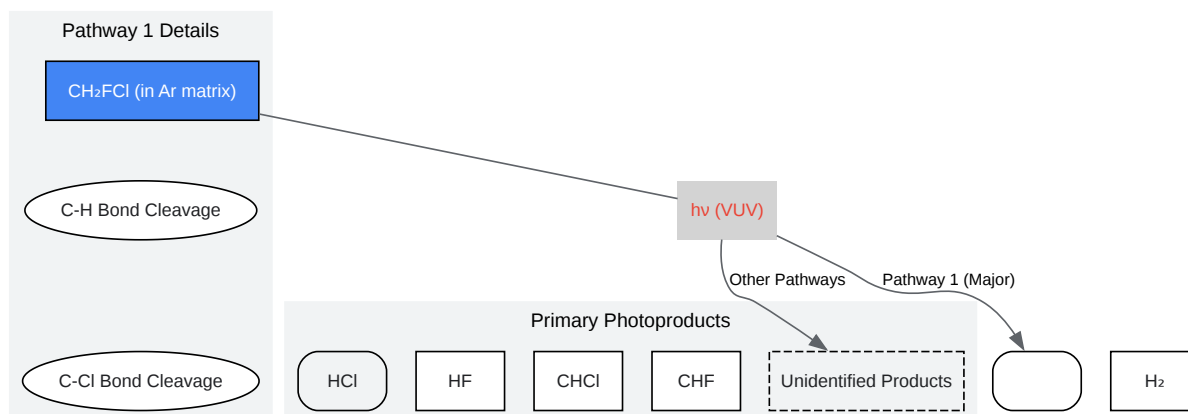 Pathway 1 Details
CH₂FCl (in Ar matrix)
C-H Bond Cleavage
hν (VUV)
Other Pathways
Pathway 1 (Major)
Primary Photoproducts
C-Cl Bond Cleavage
HCl
HF
CHCl
CHF
Unidentified Products
H₂